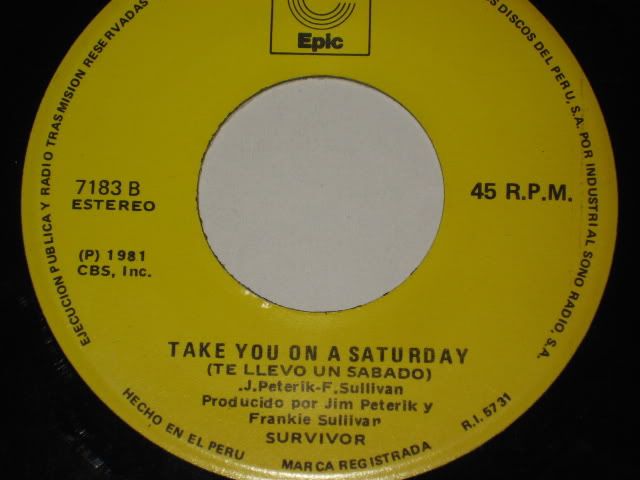 Epic
7183 B
ESTEREO
45 R.P.M.
(P) 1981
CBS, Inc.
TAKE YOU ON A SATURDAY
(TE LLEVO UN SABADO)
.J. Peterik-F. Sullivan
Producido por Jim Peterik y
Frankie Sullivan
SURVIVOR
EJECUCION PUBLICA Y RADIO TRASMISION RESERVADAS
DISCOS DEL PERU, S.A. POR INDUSTRIAL SONO RADIO, S.A.
HECHO EN EL PERU
MARCA REGISTRADA
R.I. 5731